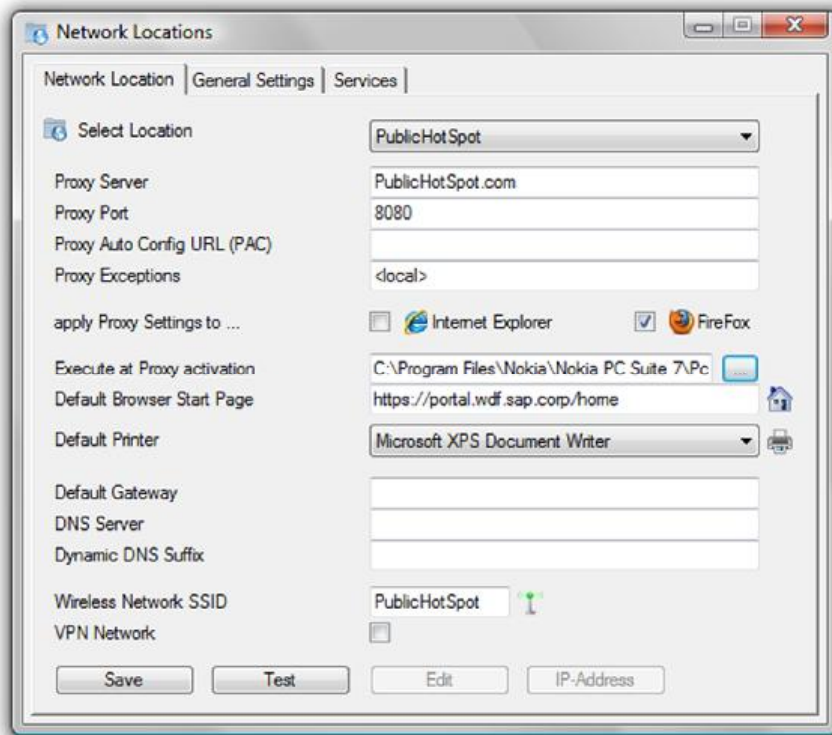 Network Locations
Network Location General Settings Services
Select Location PublicHotSpot
Proxy Server PublicHotSpot.com
Proxy Port 8080
Proxy Auto Config URL (PAC)
Proxy Exceptions <local>
apply Proxy Settings to ... Internet Explorer FireFox
Execute at Proxy activation C:\Program Files\Nokia\Nokia PC Suite 7\Pc ...
Default Browser Start Page https://portal.wdf.sap.corp/home
Default Printer Microsoft XPS Document Writer
Default Gateway
DNS Server
Dynamic DNS Suffix
Wireless Network SSID PublicHotSpot
VPN Network
Save Test Edit IP-Address